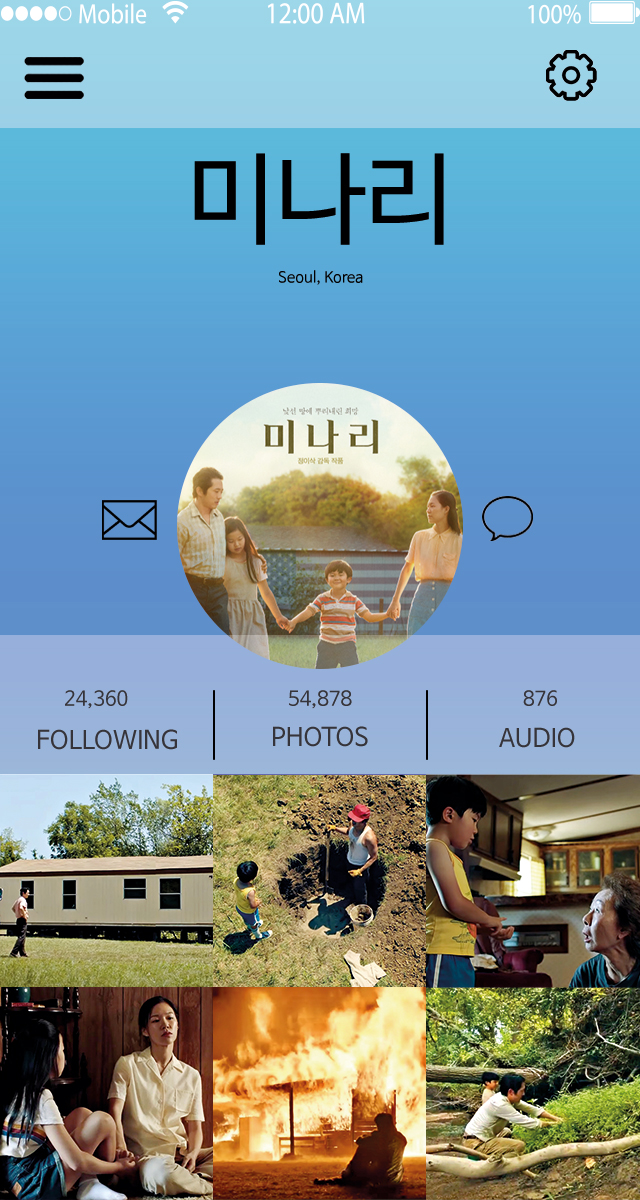 Mobile 12:00 AM 100%
미나리
Seoul, Korea
낯선 땅에 뿌리내린 희망
미나리
정이삭 감독 작품
24,360 54,878 876
FOLLOWING PHOTOS AUDIO